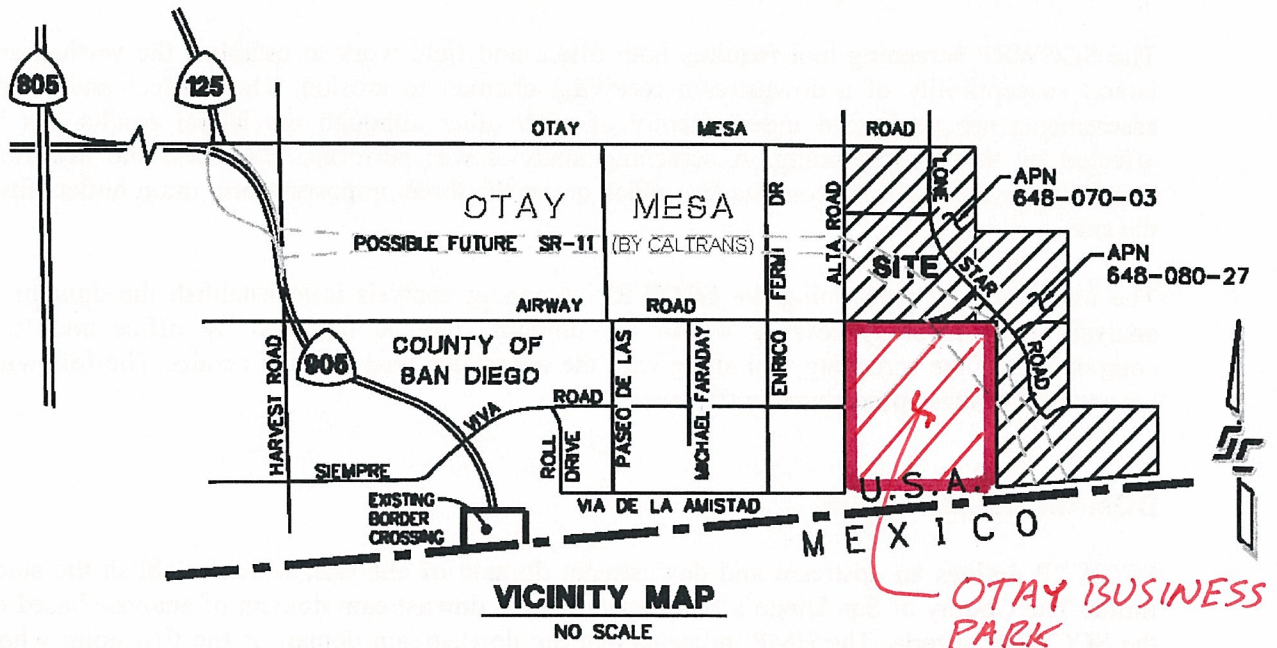 805
125
OTAY MESA ROAD
LONE
STAR
ROAD
APN
648-070-03
OTAY MESA
POSSIBLE FUTURE SR-11 (BY CALTRANS)
ENRICO FERMI DR
ALTA ROAD
SITE
APN
648-080-27
AIRWAY ROAD
HARVEST ROAD
905
COUNTY OF
SAN DIEGO
PASEO DE LAS
MICHAEL FARADAY
SIEMPRE VIVA ROAD
ROLL
DRIVE
EXISTING
BORDER
CROSSING
VIA DE LA AMISTAD
U.S.A.
MEXICO
VICINITY MAP
NO SCALE
OTAY BUSINESS
PARK